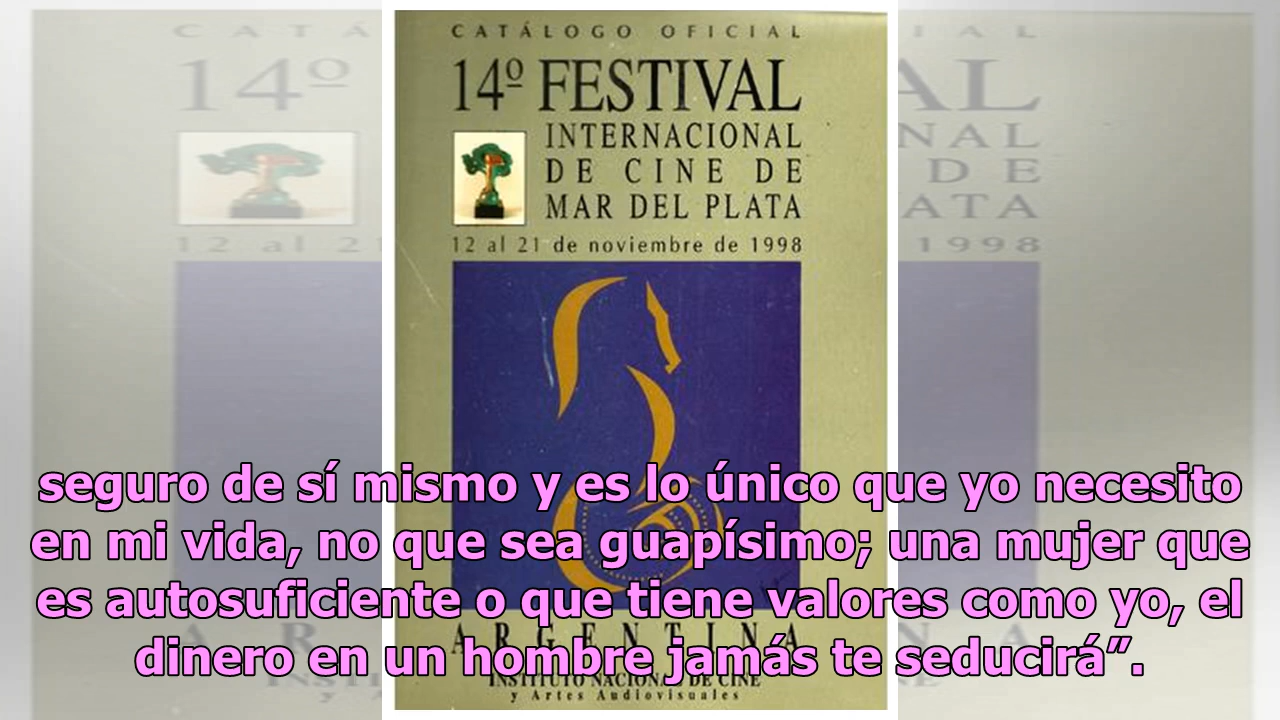 CATÁLOGO OFICIAL
14º FESTIVAL
INTERNACIONAL
DE CINE DE
MAR DEL PLATA
12 al 21 de noviembre de 1998
seguro de sí mismo y es lo único que yo necesito
en mi vida, no que sea guapísimo; una mujer que
es autosuficiente o que tiene valores como yo, el
dinero en un hombre jamás te seducirá”.
ARGENTINA
INSTITUTO NACIONAL DE CINE
y Artes Audiovisuales